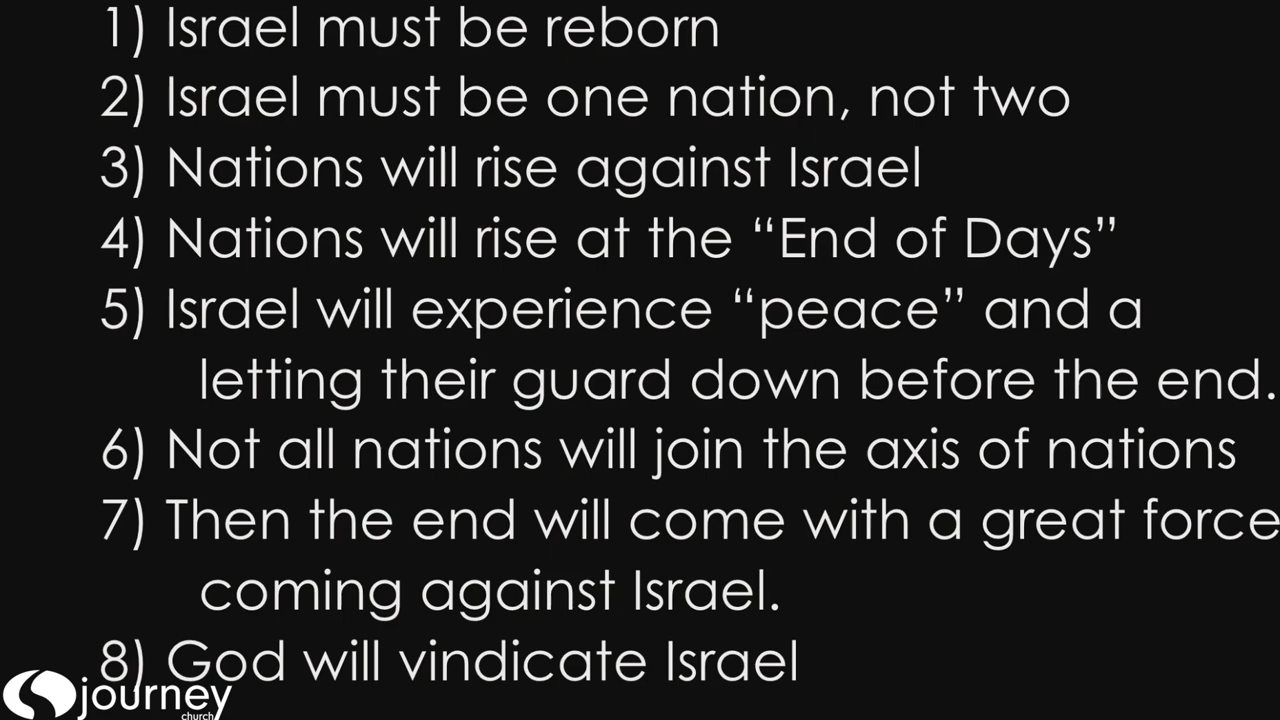 1) Israel must be reborn
2) Israel must be one nation, not two
3) Nations will rise against Israel
4) Nations will rise at the “End of Days”
5) Israel will experience “peace” and a
letting their guard down before the end.
6) Not all nations will join the axis of nations
7) Then the end will come with a great force
coming against Israel.
8) God will vindicate Israel
journey
church